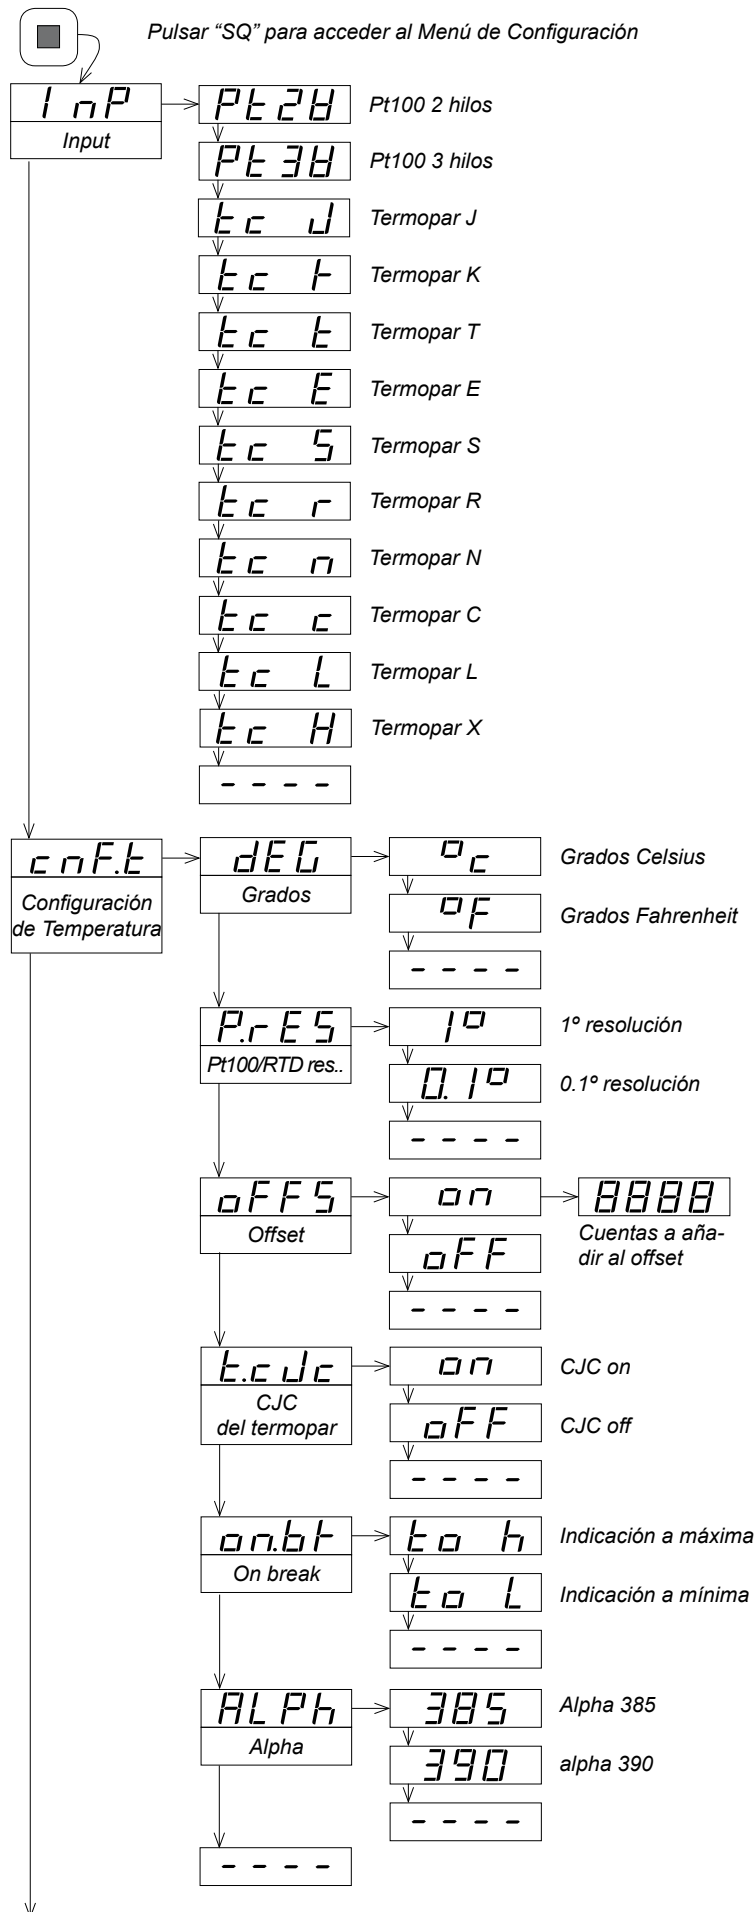 Pulsar “SQ” para acceder al Menú de Configuración
InP
Input
Pt2W
Pt100 2 hilos
Pt3W
Pt100 3 hilos
tc J
Termopar J
tc K
Termopar K
tc t
Termopar T
tc E
Termopar E
tc S
Termopar S
tc r
Termopar R
tc n
Termopar N
tc c
Termopar C
tc L
Termopar L
tc H
Termopar X
----
cnF.t
Configuración
de Temperatura
dEG
Grados
ºc
Grados Celsius
ºF
Grados Fahrenheit
----
P.rES
Pt100/RTD res..
1º
1º resolución
0.1º
0.1º resolución
----
oFFS
Offset
on
8888
Cuentas a aña-
dir al offset
oFF
----
t.cJc
CJC
del termopar
on
CJC on
oFF
CJC off
----
on.bK
On break
to h
Indicación a máxima
to L
Indicación a mínima
----
ALPh
Alpha
385
Alpha 385
390
alpha 390
----
----